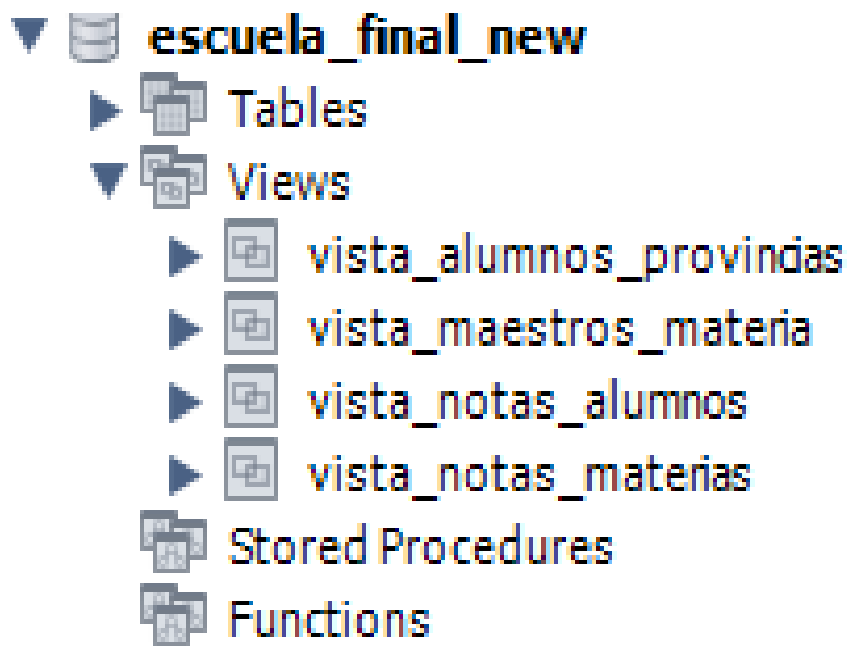 escuela_final_new
Tables
Views
vista_alumnos_provincias
vista_maestros_materia
vista_notas_alumnos
vista_notas_materias
Stored Procedures
Functions